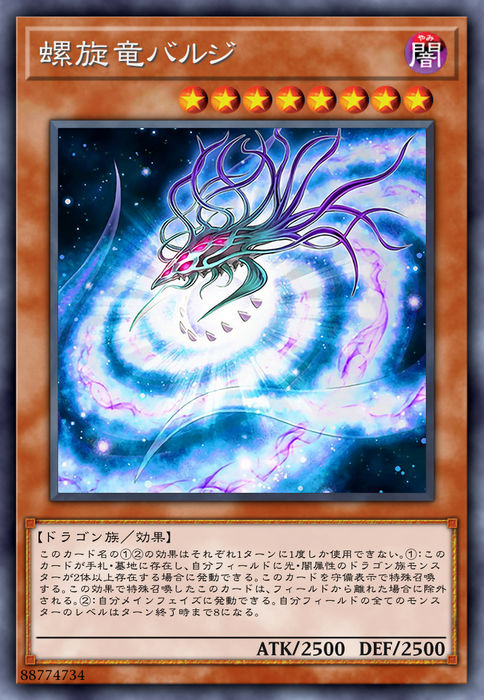 螺旋竜バルジ
やみ
闇
【ドラゴン族／効果】
このカード名の①②の効果はそれぞれ1ターンに1度しか使用できない。①：この
カードが手札・墓地に存在し、自分フィールドに光・闇属性のドラゴン族モンス
ターが2体以上存在する場合に発動できる。このカードを守備表示で特殊召喚
する。この効果で特殊召喚したこのカードは、フィールドから離れた場合に除外
される。②：自分メインフェイズに発動できる。自分フィールドの全てのモンス
ターのレベルはターン終了時まで8になる。
ATK/2500 DEF/2500
88774734